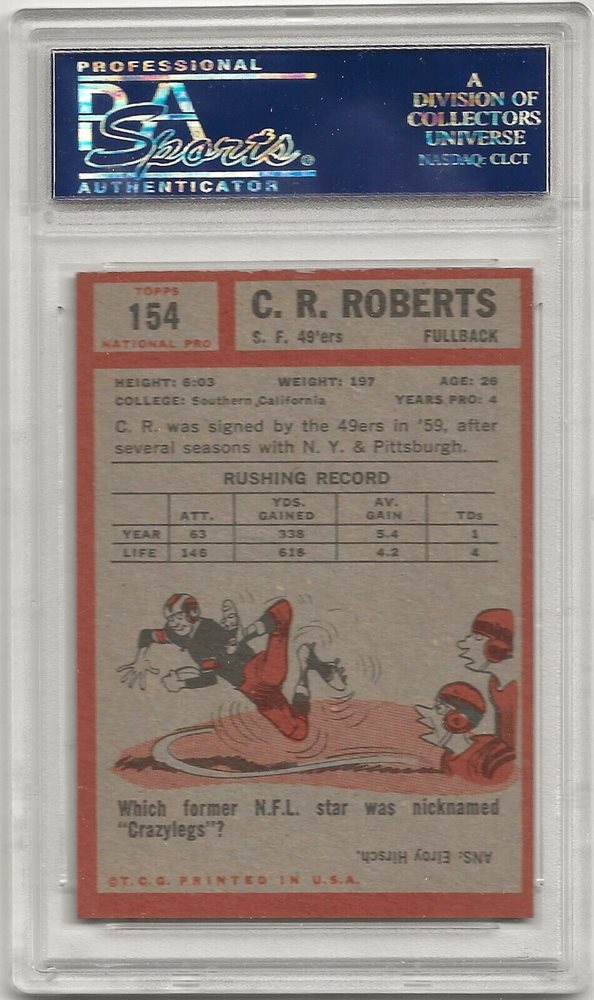 PROFESSIONAL
PSA
Sports®
AUTHENTICATOR
A
DIVISION OF
COLLECTORS
UNIVERSE
NASDAQ: CLCT
TOPPS
154
NATIONAL PRO
C. R. ROBERTS
S. F. 49'ers FULLBACK
HEIGHT: 6:03 WEIGHT: 197 AGE: 26
COLLEGE: Southern California YEARS PRO: 4
C. R. was signed by the 49ers in '59, after
several seasons with N. Y. & Pittsburgh.
RUSHING RECORD
ATT. YDS. GAINED AV. GAIN TDs
YEAR 63 338 5.4 1
LIFE 146 618 4.2 4
Which former N.F.L. star was nicknamed
"Crazylegs"?
ANS: Elroy Hirsch.
©T.C.G. PRINTED IN U.S.A.